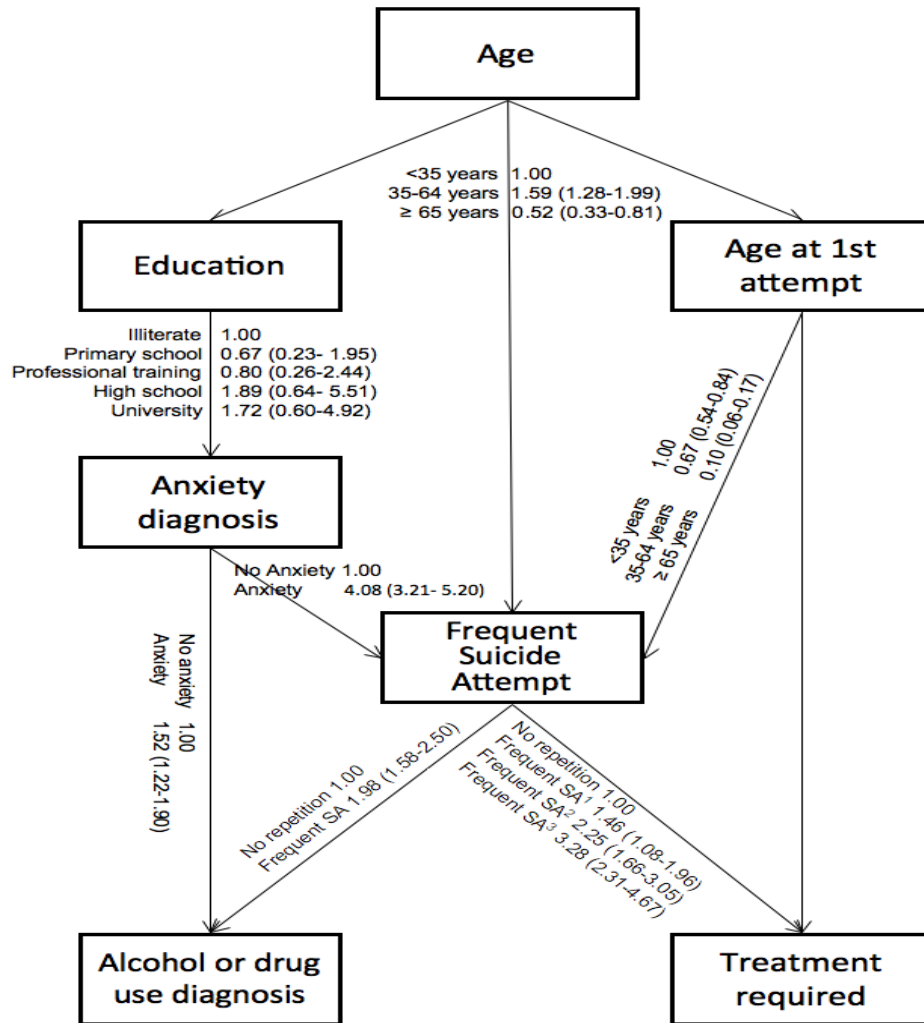 Age
<35 years 1.00
35-64 years 1.59 (1.28-1.99)
≥ 65 years 0.52 (0.33-0.81)
Education
Age at 1st
attempt
Illiterate 1.00
Primary school 0.67 (0.23- 1.95)
Professional training 0.80 (0.26-2.44)
High school 1.89 (0.64- 5.51)
University 1.72 (0.60-4.92)
<35 years 1.00
35-64 years 0.67 (0.54-0.84)
≥ 65 years 0.10 (0.06-0.17)
Anxiety
diagnosis
No Anxiety 1.00
Anxiety 4.08 (3.21- 5.20)
Frequent
Suicide
Attempt
No anxiety 1.00
Anxiety 1.52 (1.22-1.90)
No repetition 1.00
Frequent SA 1.98 (1.58-2.50)
No repetition 1.00
Frequent SA¹ 1.46 (1.08-1.96)
Frequent SA² 2.25 (1.66-3.05)
Frequent SA³ 3.28 (2.31-4.67)
Alcohol or drug
use diagnosis
Treatment
required